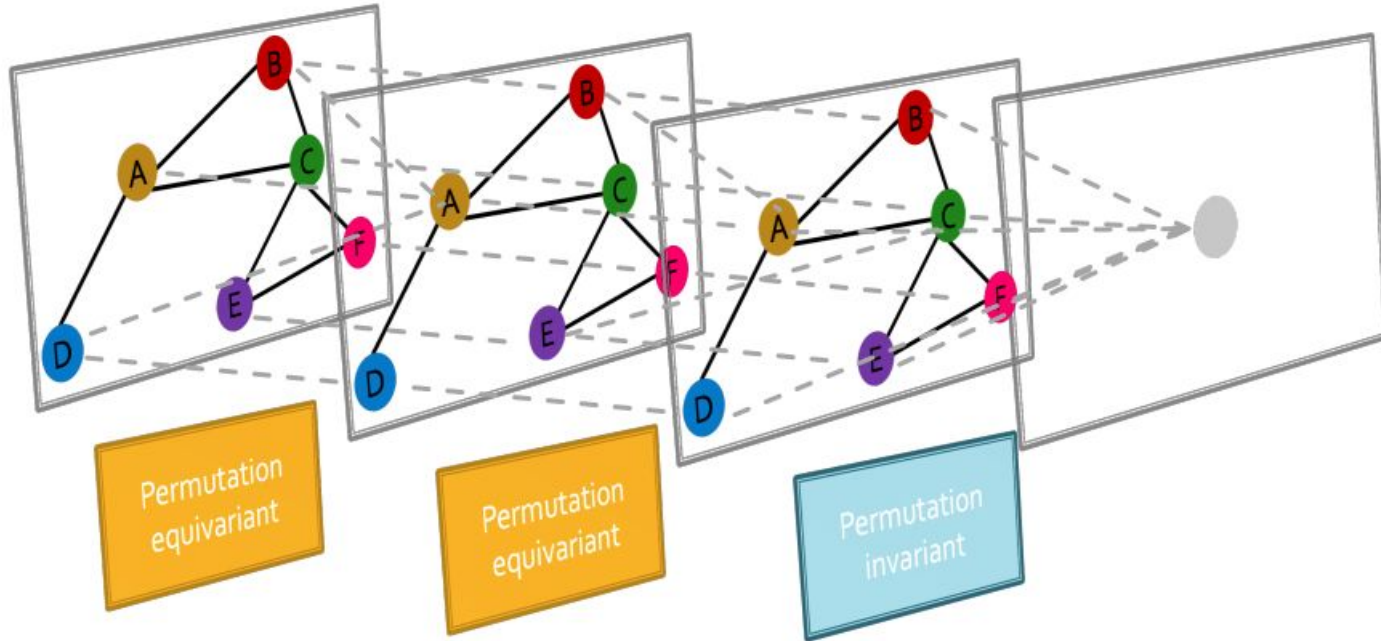 B
A
C
F
E
D
B
A
C
F
E
D
B
A
C
F
E
D
Permutation
equivariant
Permutation
equivariant
Permutation
invariant